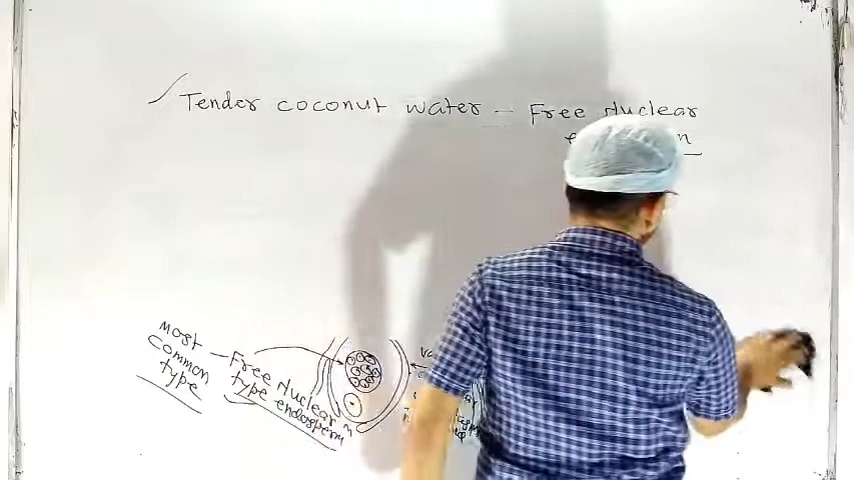 Tender coconut water - Free Nuclear
most
common
type
- Free Nuclear
type endosperm